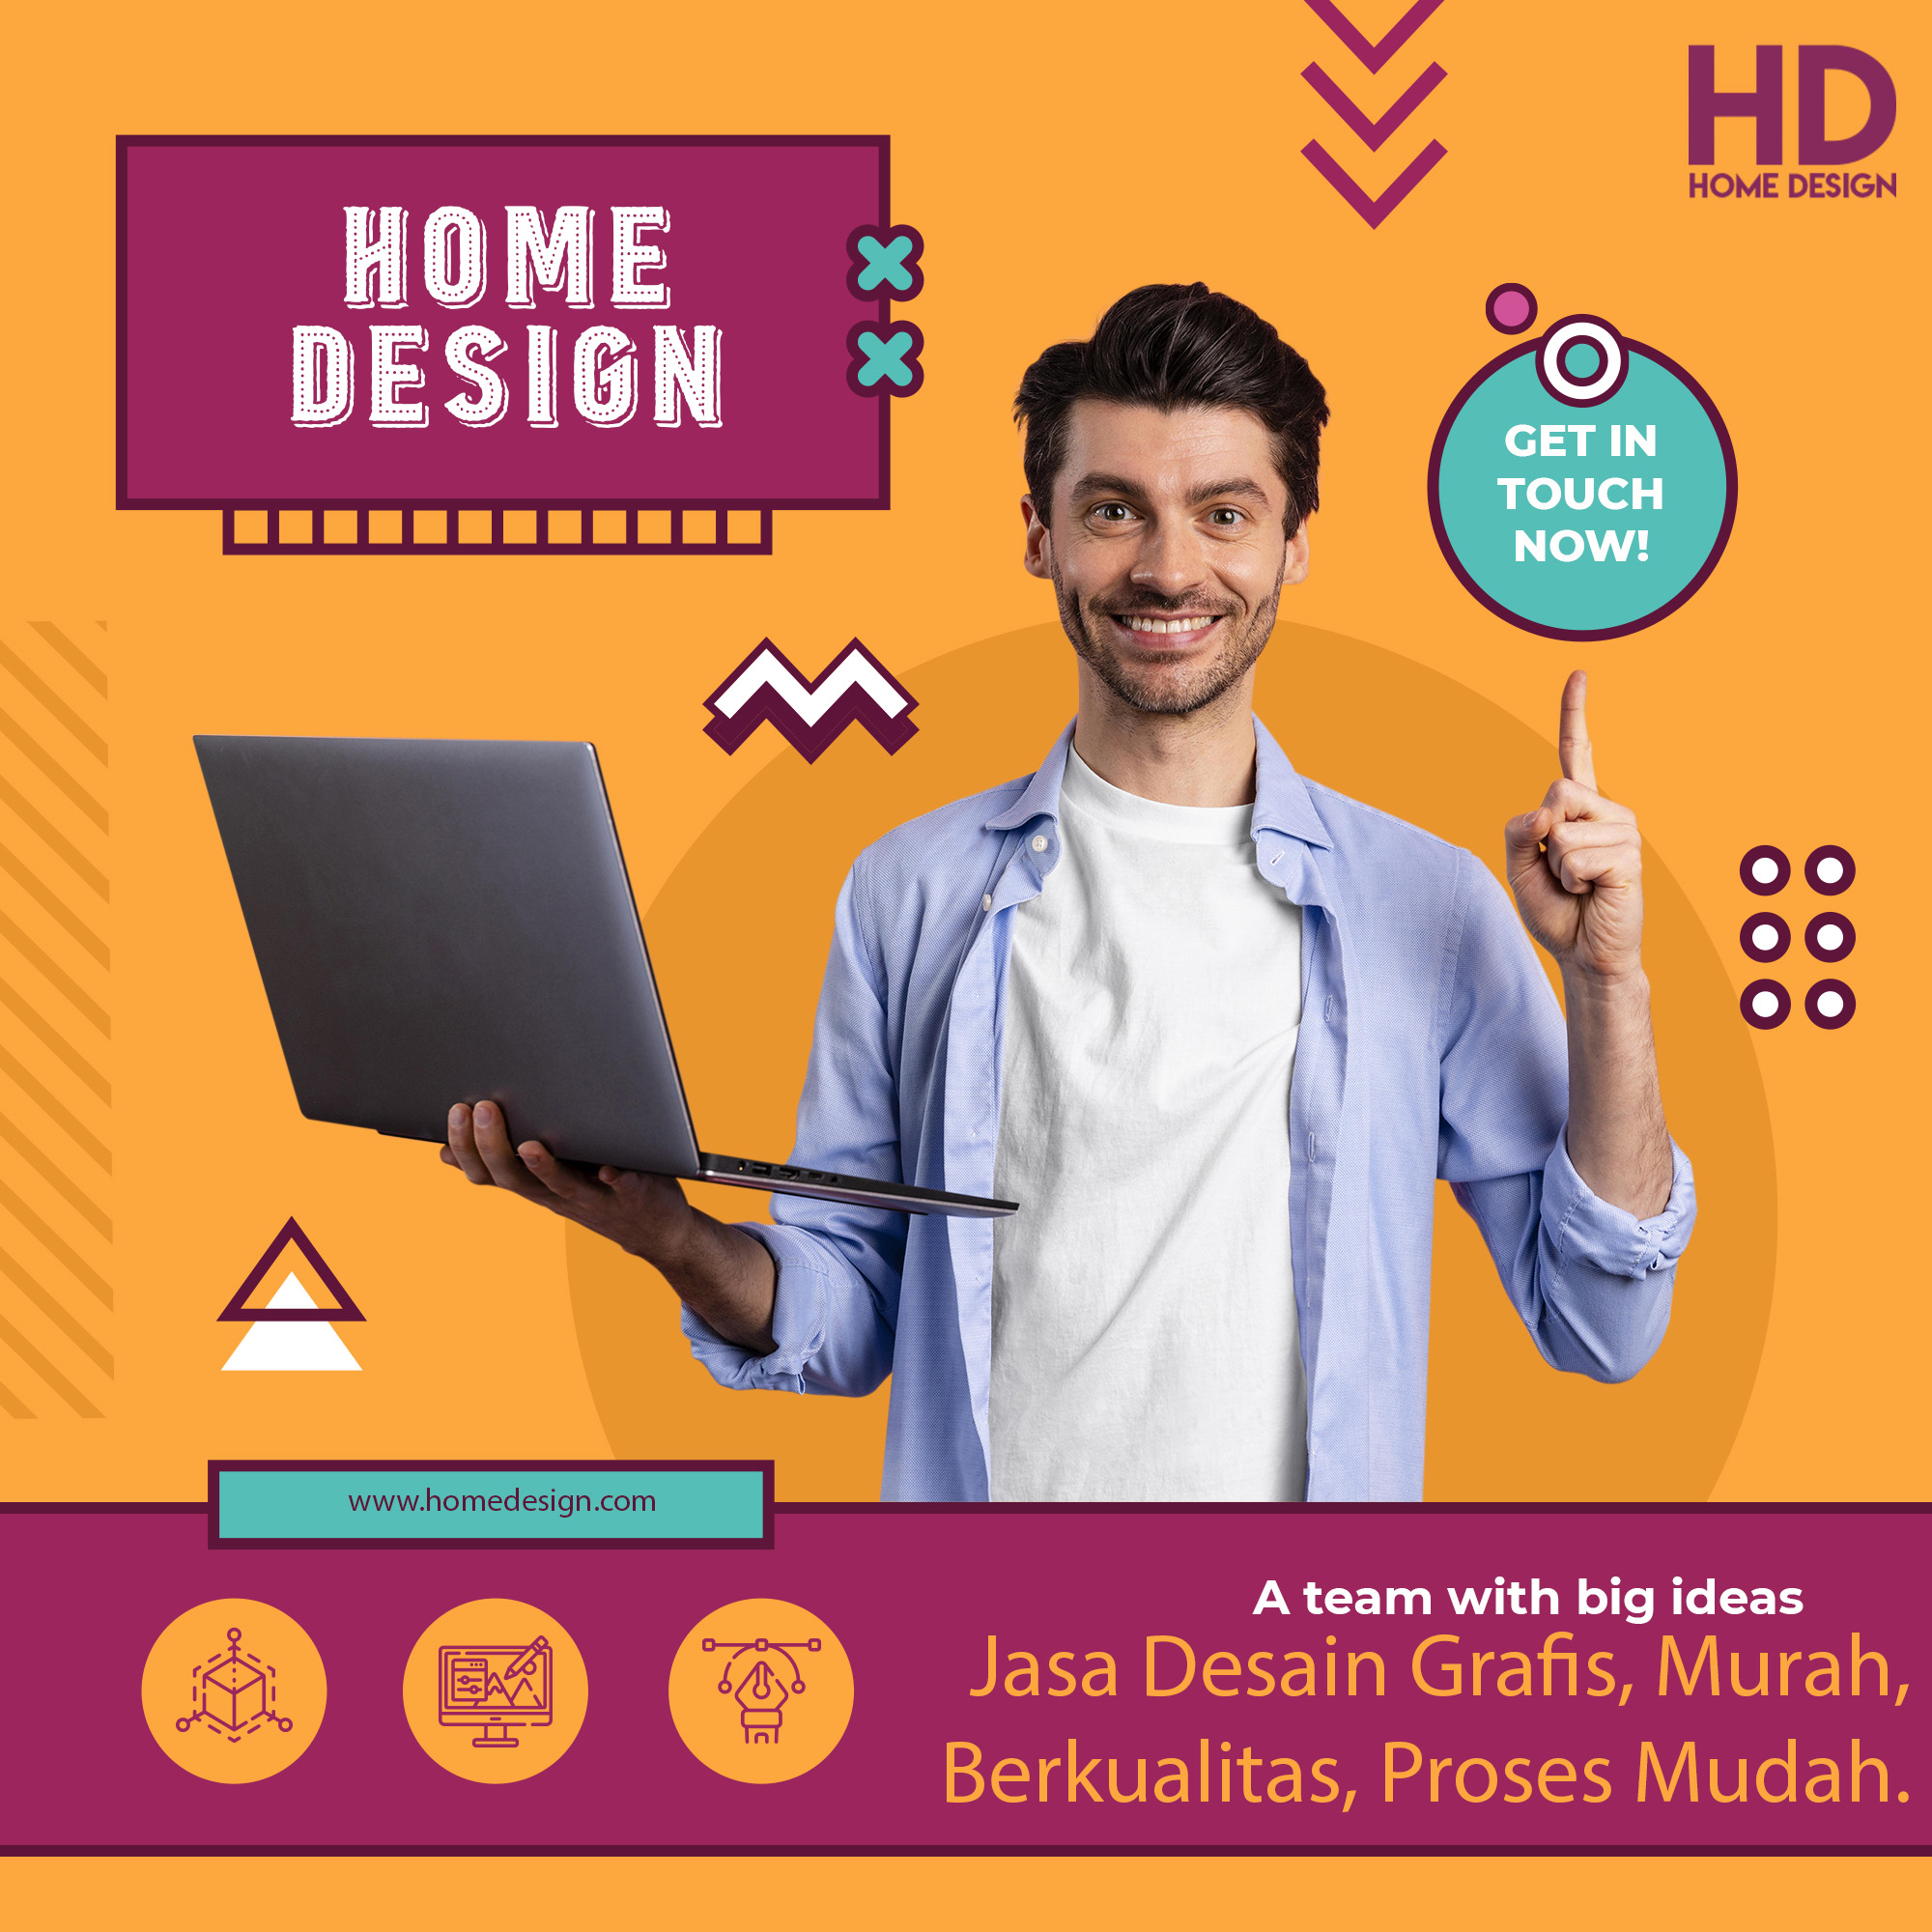 HD
HOME DESIGN
HOME
DESIGN
GET IN
TOUCH
NOW!
www.homedesign.com
A team with big ideas
Jasa Desain Grafis, Murah,
Berkualitas, Proses Mudah.